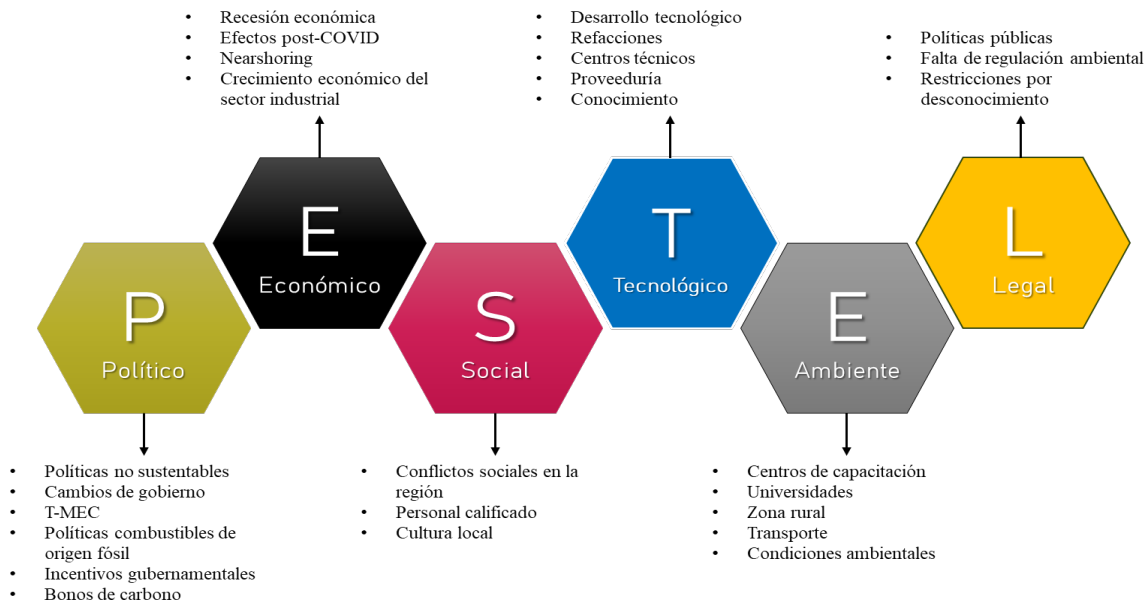 • Recesión económica
• Efectos post-COVID
• Nearshoring
• Crecimiento económico del
sector industrial
• Desarrollo tecnológico
• Refacciones
• Centros técnicos
• Proveeduría
• Conocimiento
• Políticas públicas
• Falta de regulación ambiental
• Restricciones por
desconocimiento
P
Político
E
Económico
S
Social
T
Tecnológico
E
Ambiente
L
Legal
• Políticas no sustentables
• Cambios de gobierno
• T-MEC
• Políticas combustibles de
origen fósil
• Incentivos gubernamentales
• Bonos de carbono
• Conflictos sociales en la
región
• Personal calificado
• Cultura local
• Centros de capacitación
• Universidades
• Zona rural
• Transporte
• Condiciones ambientales